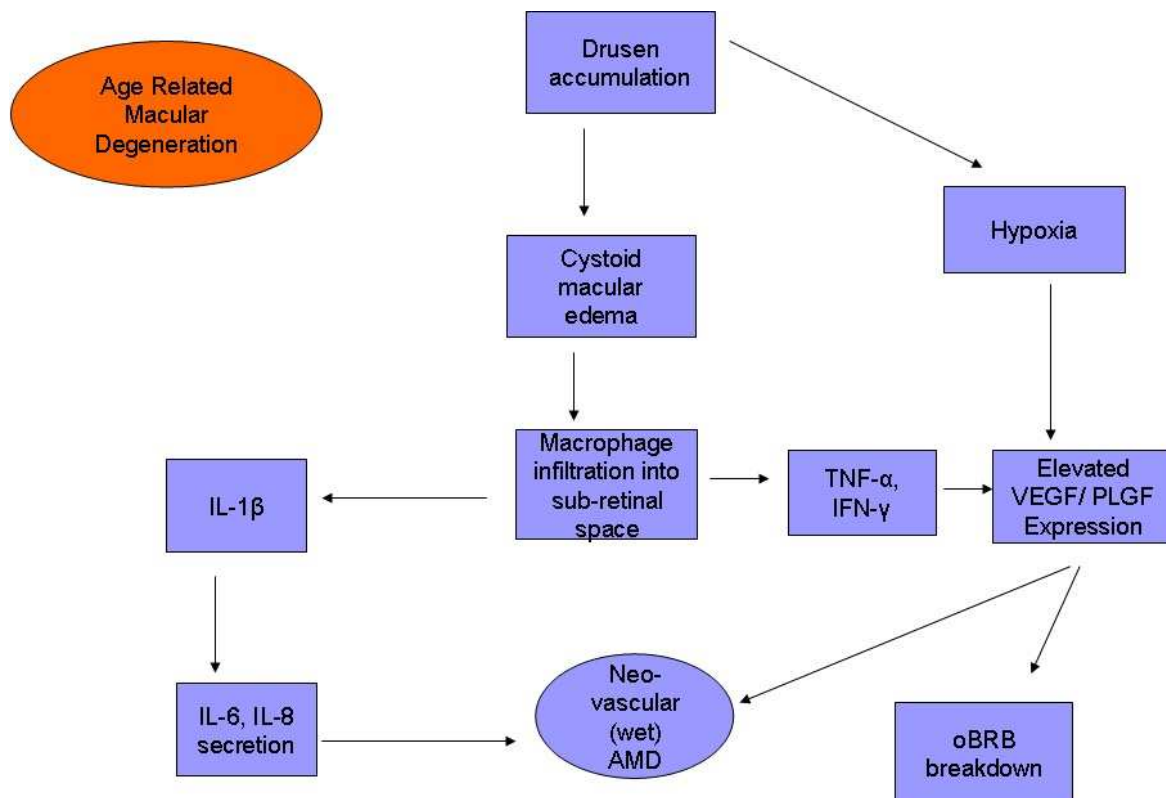 Age Related
Macular
Degeneration
Drusen
accumulation
Hypoxia
Cystoid
macular
edema
Macrophage
infiltration into
sub-retinal
space
TNF-α,
IFN-γ
Elevated
VEGF/ PLGF
Expression
IL-1β
IL-6, IL-8
secretion
Neo-
vascular
(wet)
AMD
oBRB
breakdown